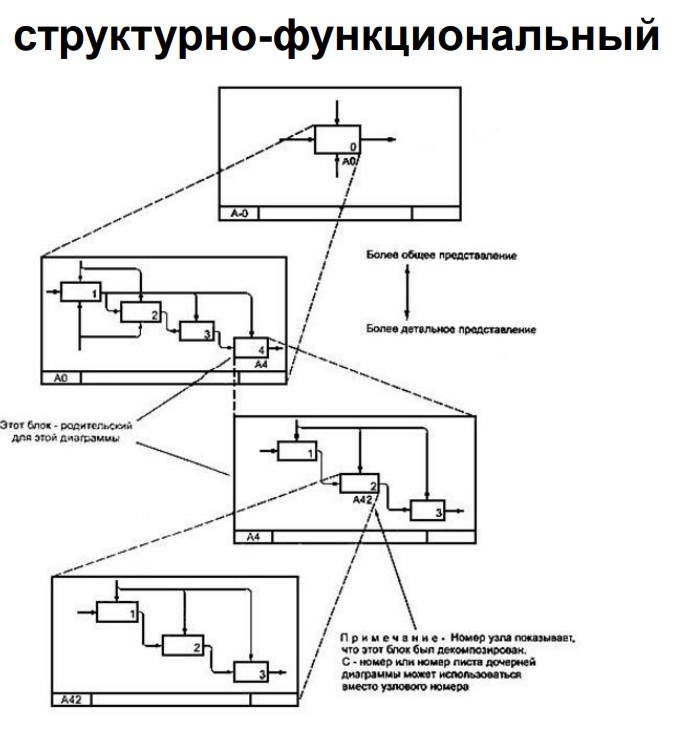 структурно-функциональный
0
A0
A-0
Более общее представление
Более детальное представление
1
2
3
4
A4
A0
Этот блок - родительский
для этой диаграммы
1
2
A42
3
A4
Примечание - Номер узла показывает,
что этот блок был декомпозирован.
С - номер или номер листа дочерней
диаграммы может использоваться
вместо узлового номера
1
2
3
A42